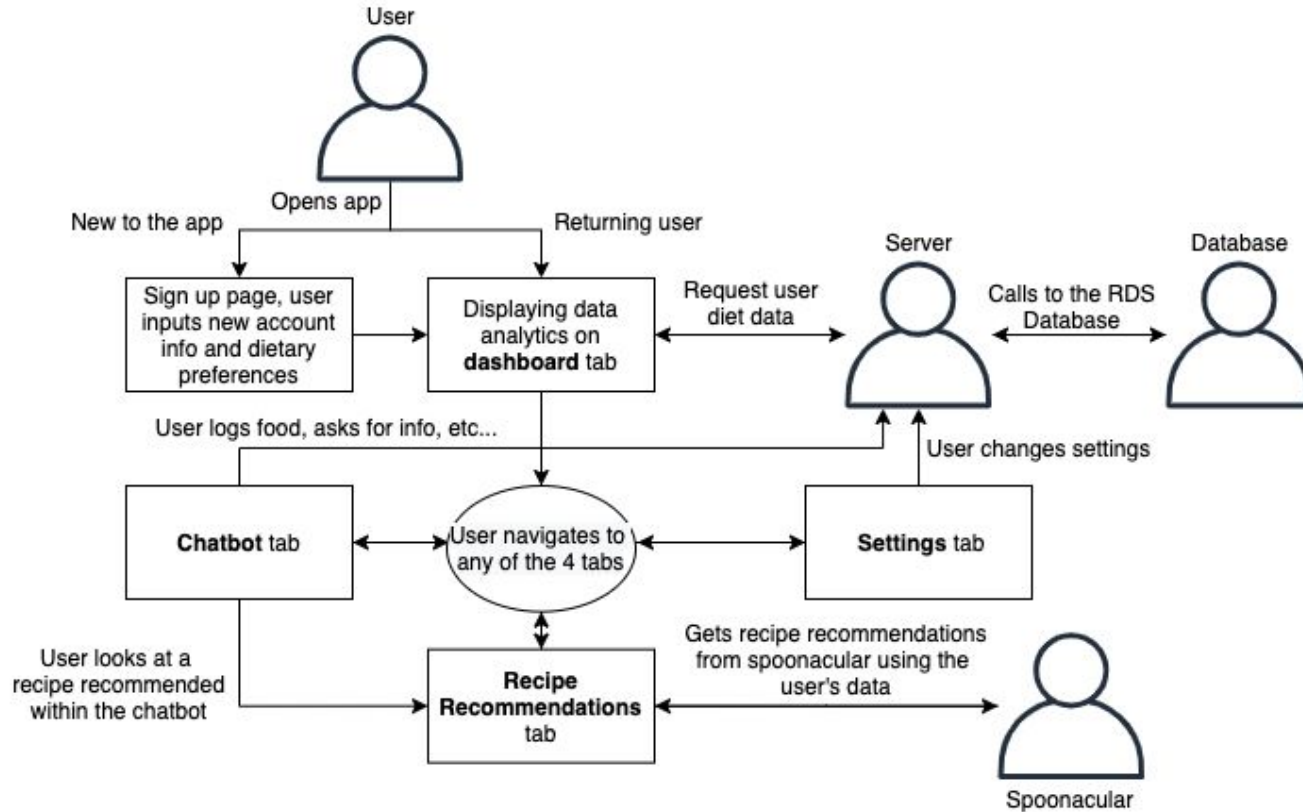 User
Opens app
New to the app
Returning user
Server
Database
Sign up page, user
inputs new account
info and dietary
preferences
Displaying data
analytics on
dashboard tab
Request user
diet data
Calls to the RDS
Database
User logs food, asks for info, etc...
User changes settings
Chatbot tab
User navigates to
any of the 4 tabs
Settings tab
User looks at a
recipe recommended
within the chatbot
Recipe
Recommendations
tab
Gets recipe recommendations
from spoonacular using the
user's data
Spoonacular